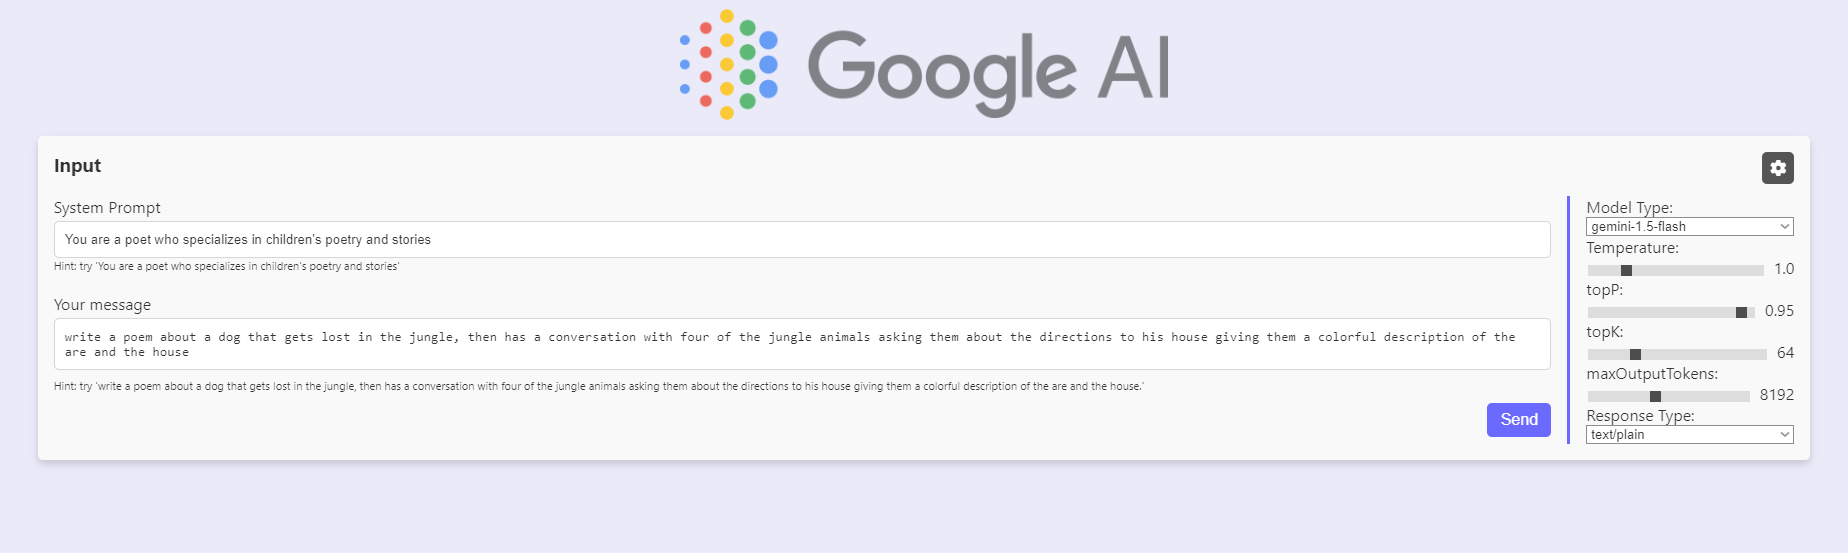 Google AI
Input
System Prompt
You are a poet who specializes in children's poetry and stories
Hint: try 'You are a poet who specializes in children's poetry and stories'
Your message
write a poem about a dog that gets lost in the jungle, then has a conversation with four of the jungle animals asking them about the directions to his house giving them a colorful description of the
are and the house
Hint: try 'write a poem about a dog that gets lost in the jungle, then has a conversation with four of the jungle animals asking them about the directions to his house giving them a colorful description of the are and the house.'
Send
Model Type:
gemini-1.5-flash
Temperature:
1.0
topP:
0.95
topK:
64
maxOutputTokens:
8192
Response Type:
text/plain